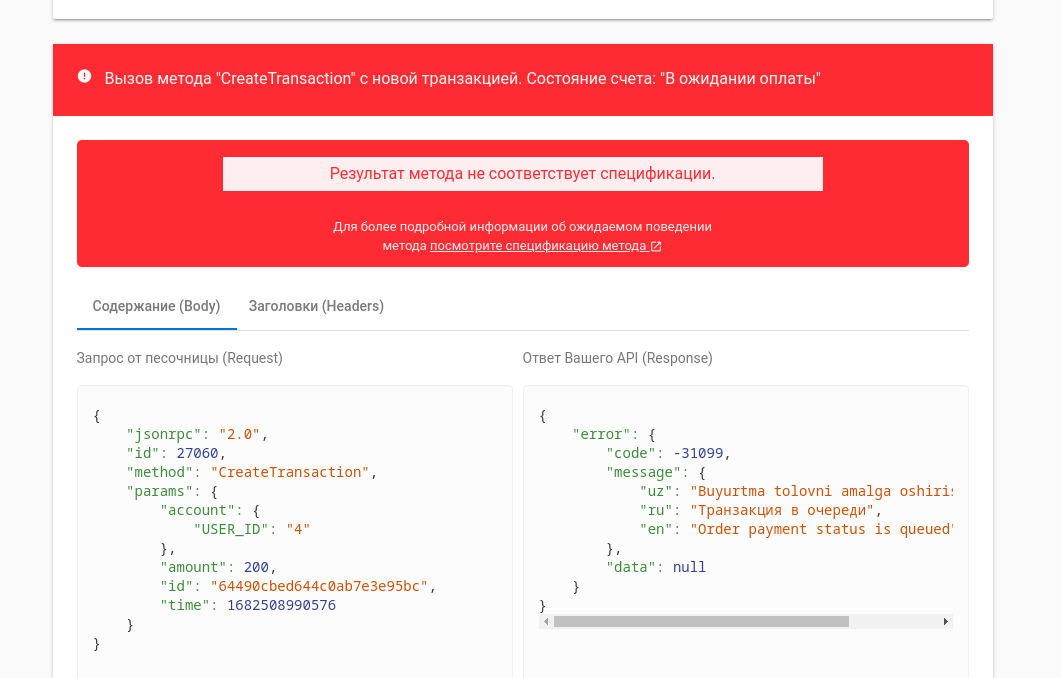 Вызов метода "CreateTransaction" с новой транзакцией. Состояние счета: "В ожидании оплаты"
Результат метода не соответствует спецификации.
Для более подробной информации об ожидаемом поведении
метода посмотрите спецификацию метода
Содержание (Body) Заголовки (Headers)
Запрос от песочницы (Request)
{
"jsonrpc": "2.0",
"id": 27060,
"method": "CreateTransaction",
"params": {
"account": {
"USER_ID": "4"
},
"amount": 200,
"id": "64490cbed644c0ab7e3e95bc",
"time": 1682508990576
}
}
Ответ Вашего API (Response)
{
"error": {
"code": -31099,
"message": {
"uz": "Buyurtma tolovni amalga oshiris
"ru": "Транзакция в очереди",
"en": "Order payment status is queued"
},
"data": null
}
}